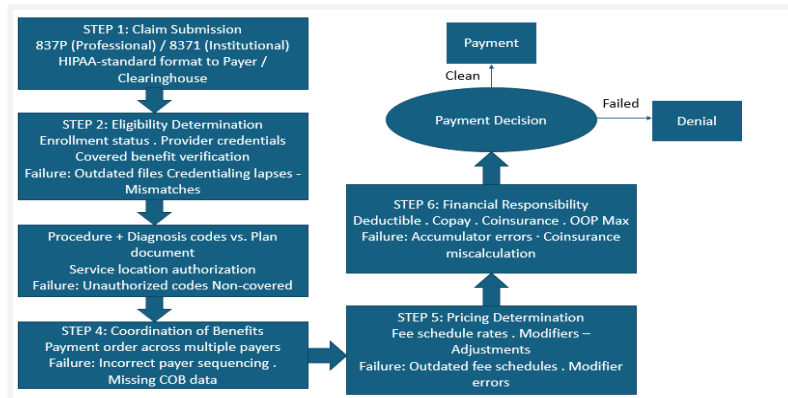 STEP 1: Claim Submission
837P (Professional) / 8371 (Institutional)
HIPAA-standard format to Payer /
Clearinghouse
STEP 2: Eligibility Determination
Enrollment status . Provider credentials
Covered benefit verification
Failure: Outdated files Credentialing lapses -
Mismatches
Procedure + Diagnosis codes vs. Plan
document
Service location authorization
Failure: Unauthorized codes Non-covered
STEP 4: Coordination of Benefits
Payment order across multiple payers
Failure: Incorrect payer sequencing .
Missing COB data
STEP 5: Pricing Determination
Fee schedule rates . Modifiers –
Adjustments
Failure: Outdated fee schedules . Modifier
errors
STEP 6: Financial Responsibility
Deductible . Copay . Coinsurance . OOP Max
Failure: Accumulator errors · Coinsurance
miscalculation
Payment Decision
Clean
Payment
Failed
Denial